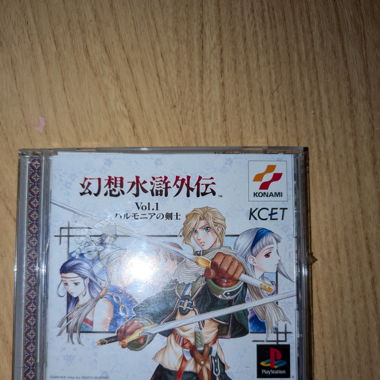 幻想水滸外伝
Vol.1
ハルモニアの剣士
KONAMI
KCET
PlayStation